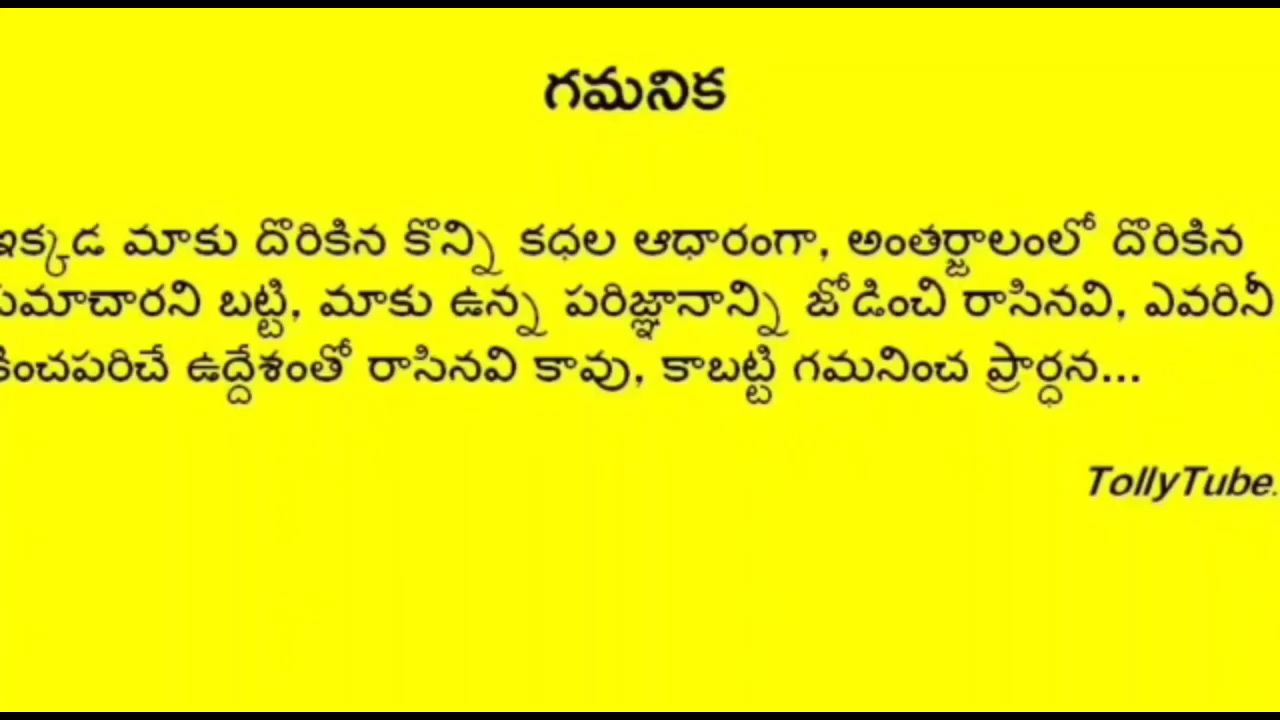 గమనిక
ఇక్కడ మాకు దొరికిన కొన్ని కధల ఆధారంగా, అంతర్జాలంలో దొరికిన
సమాచారని బట్టి, మాకు ఉన్న పరిజ్ఞానాన్ని జోడించి రాసినవి, ఎవరినీ
కించపరిచే ఉద్దేశంతో రాసినవి కావు, కాబట్టి గమనించ ప్రార్ధన...
TollyTube.